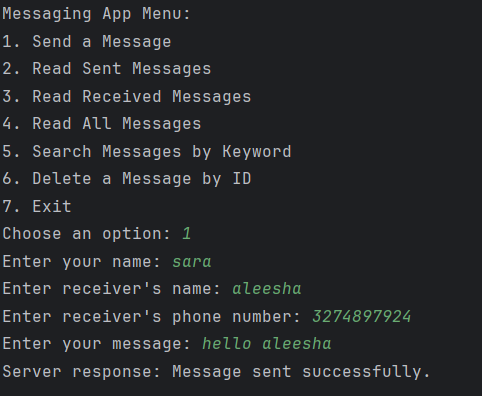 Messaging App Menu:
1. Send a Message
2. Read Sent Messages
3. Read Received Messages
4. Read All Messages
5. Search Messages by Keyword
6. Delete a Message by ID
7. Exit
Choose an option: 1
Enter your name: sara
Enter receiver's name: aleesha
Enter receiver's phone number: 3274897924
Enter your message: hello aleesha
Server response: Message sent successfully.